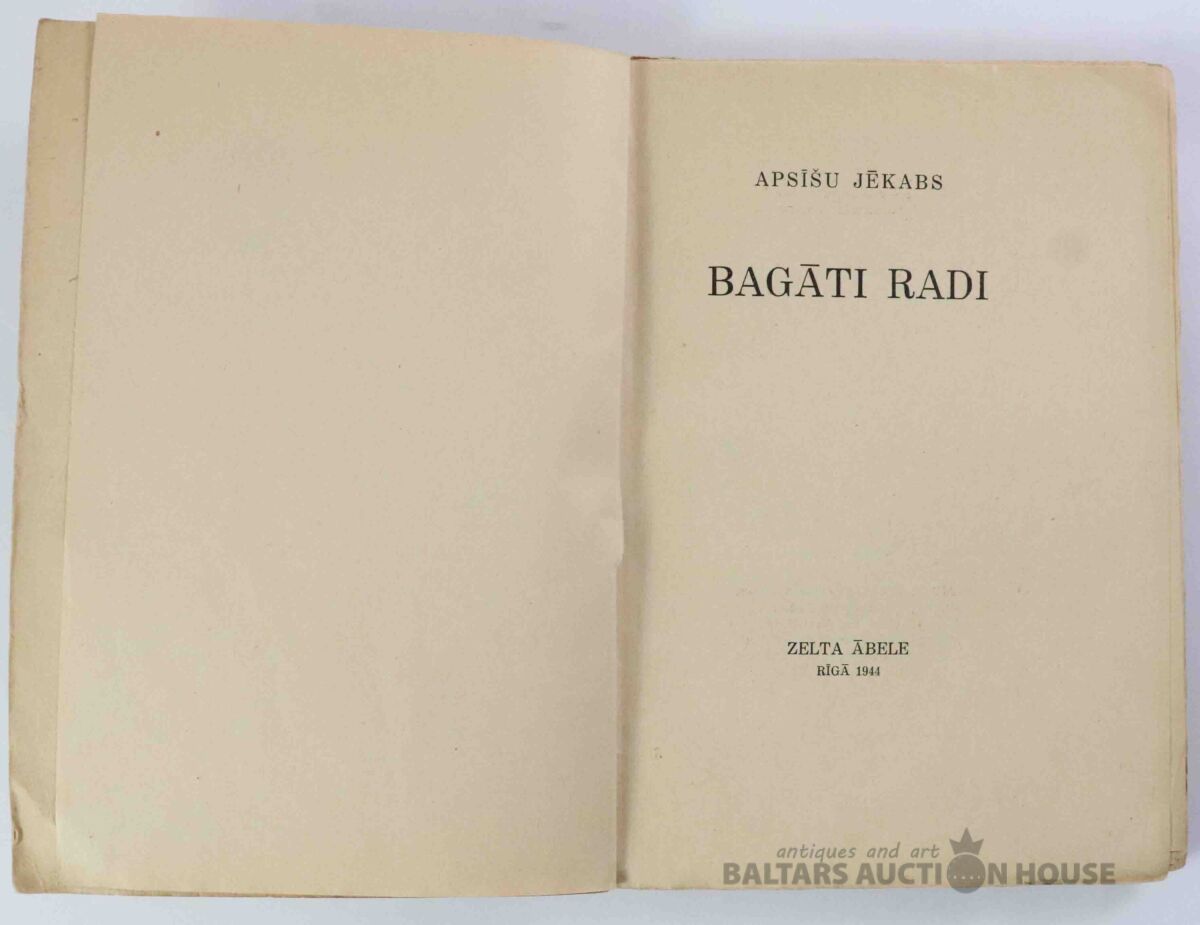 APSĪŠU JĒKABS
BAGĀTI RADI
ZELTA ĀBELE
RĪGĀ 1944
antiques and art
BALTARS AUCTION HOUSE